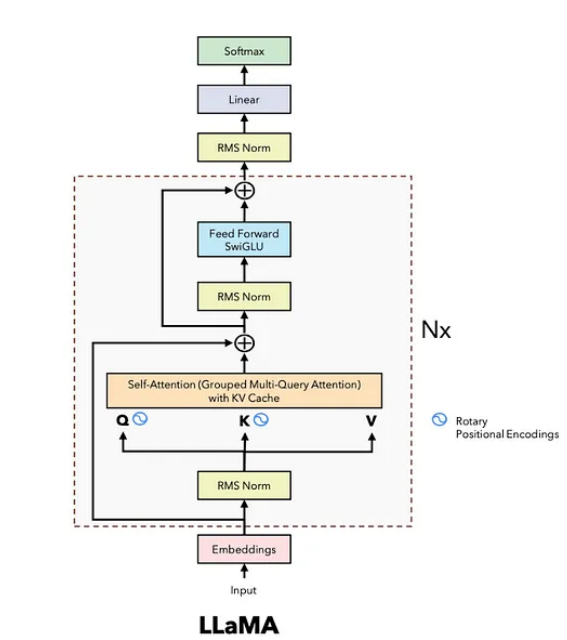 Softmax
Linear
RMS Norm
Feed Forward
SwiGLU
RMS Norm
Nx
Self-Attention (Grouped Multi-Query Attention)
with KV Cache
Q K V
Rotary
Positional Encodings
RMS Norm
Embeddings
Input
LLaMA